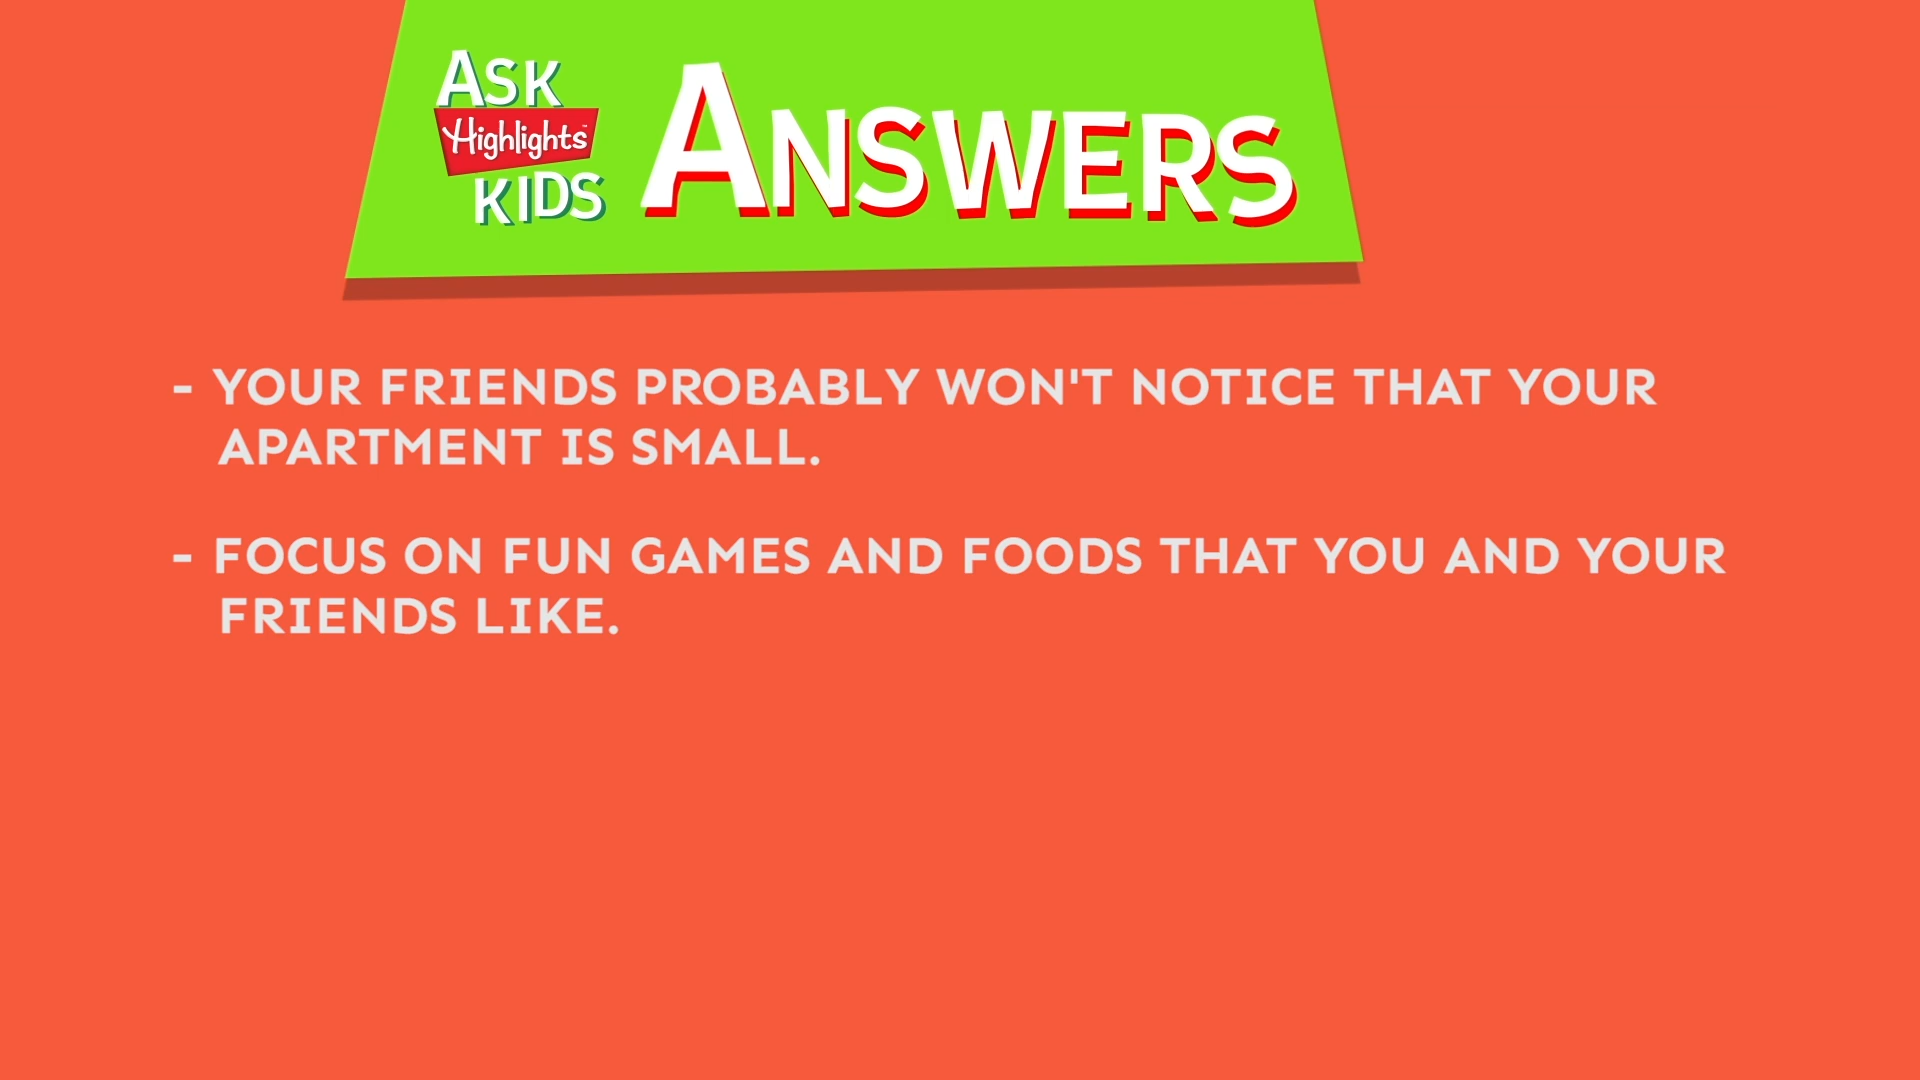 ASK
Highlights™
KIDS
ANSWERS
- YOUR FRIENDS PROBABLY WON'T NOTICE THAT YOUR
APARTMENT IS SMALL.
- FOCUS ON FUN GAMES AND FOODS THAT YOU AND YOUR
FRIENDS LIKE.